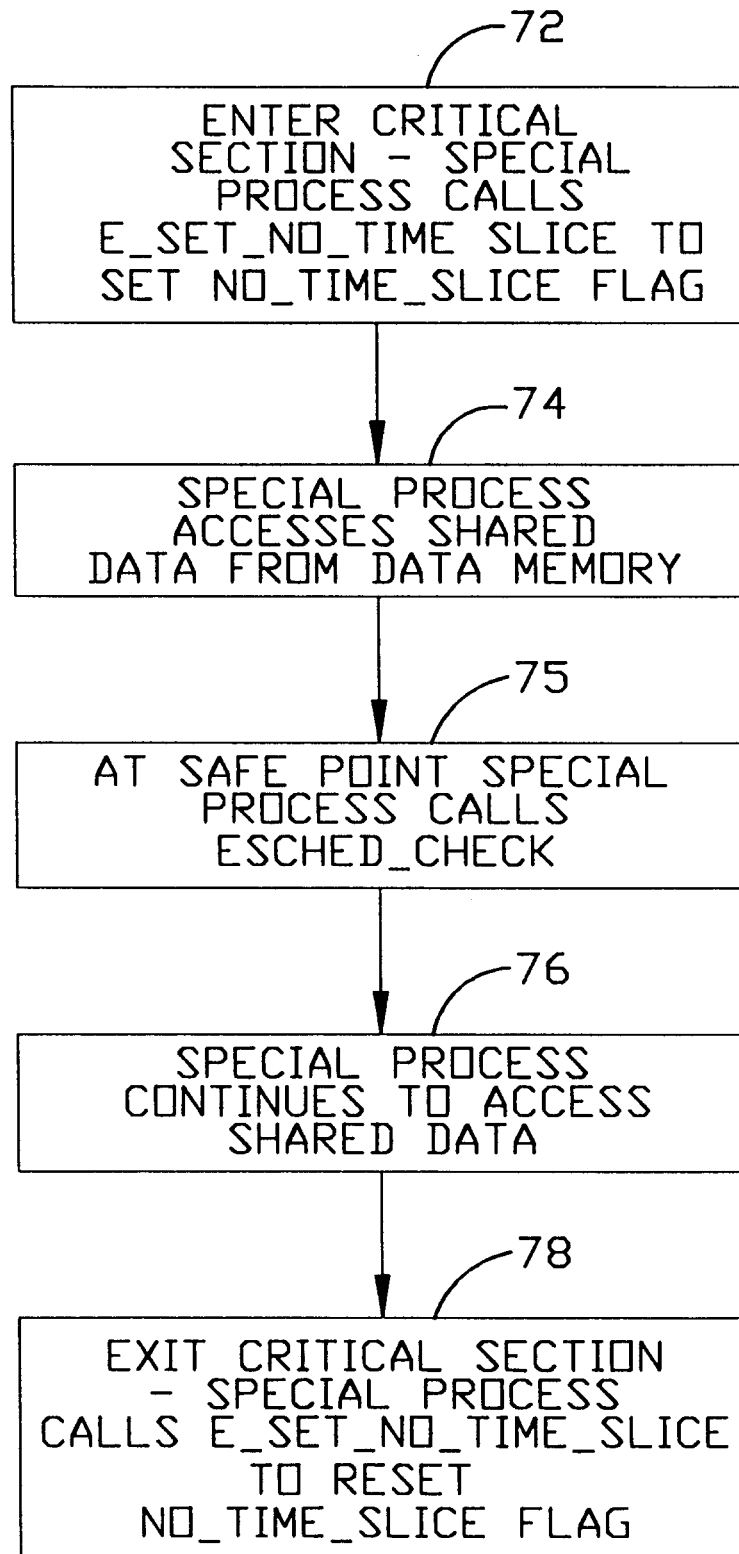 72
ENTER CRITICAL
SECTION - SPECIAL
PROCESS CALLS
E_SET_NO_TIME SLICE TO
SET NO_TIME_SLICE FLAG
74
SPECIAL PROCESS
ACCESSES SHARED
DATA FROM DATA MEMORY
75
AT SAFE POINT SPECIAL
PROCESS CALLS
ESCHED_CHECK
76
SPECIAL PROCESS
CONTINUES TO ACCESS
SHARED DATA
78
EXIT CRITICAL SECTION
- SPECIAL PROCESS
CALLS E_SET_NO_TIME_SLICE
TO RESET
NO_TIME_SLICE FLAG